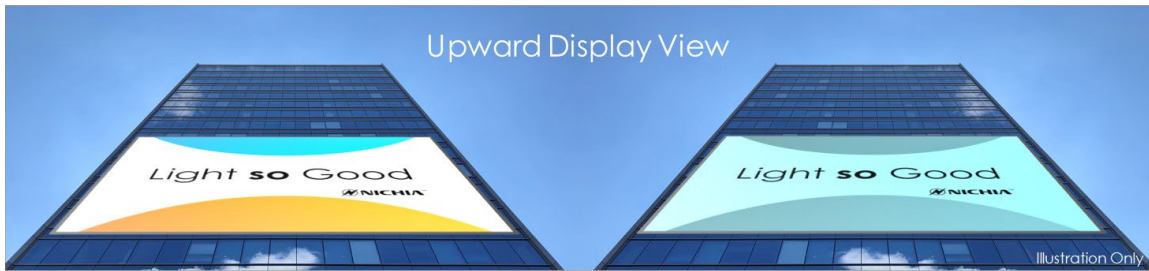 Upward Display View
Light so Good
NICHIA
Light so Good
NICHIA
Illustration Only